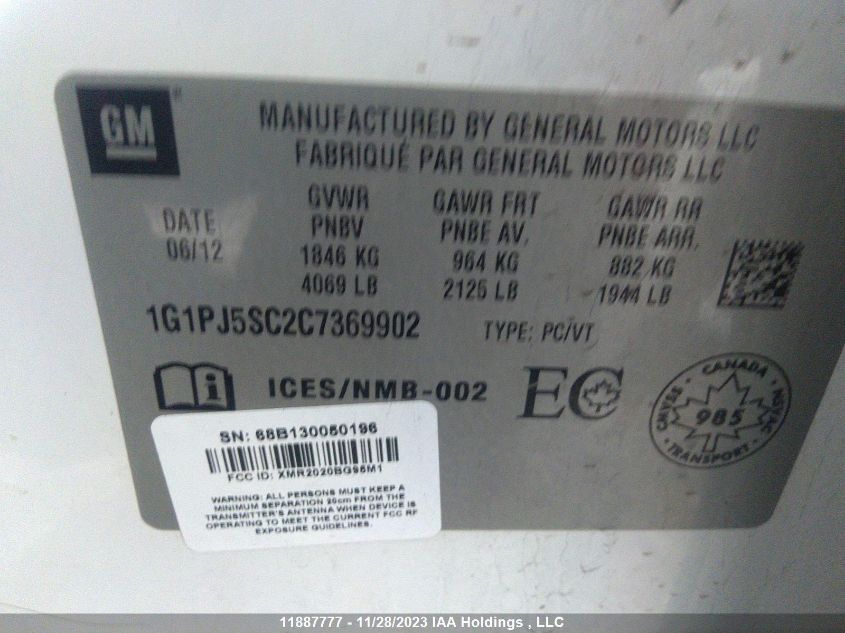 GM
MANUFACTURED BY GENERAL MOTORS LLC
FABRIQUÉ PAR GENERAL MOTORS LLC
DATE
06/12
GVWR
PNBV
1846 KG
4069 LB
GAWR FRT
PNBE AV.
964 KG
2125 LB
GAWR RR
PNBE ARR.
882 KG
1944 LB
1G1PJ5SC2C7369902
TYPE: PC/VT
ICES/NMB-002
EC
CANADA
CMVSS
NSVAC
985
TRANSPORT
SN: 68B130050196
FCC ID: XMR2020BG95M1
WARNING: ALL PERSONS MUST KEEP A
MINIMUM SEPARATION 20cm FROM THE
TRANSMITTER'S ANTENNA WHEN DEVICE IS
OPERATING TO MEET THE CURRENT FCC RF
EXPOSURE GUIDELINES.
11887777 - 11/28/2023 IAA Holdings , LLC